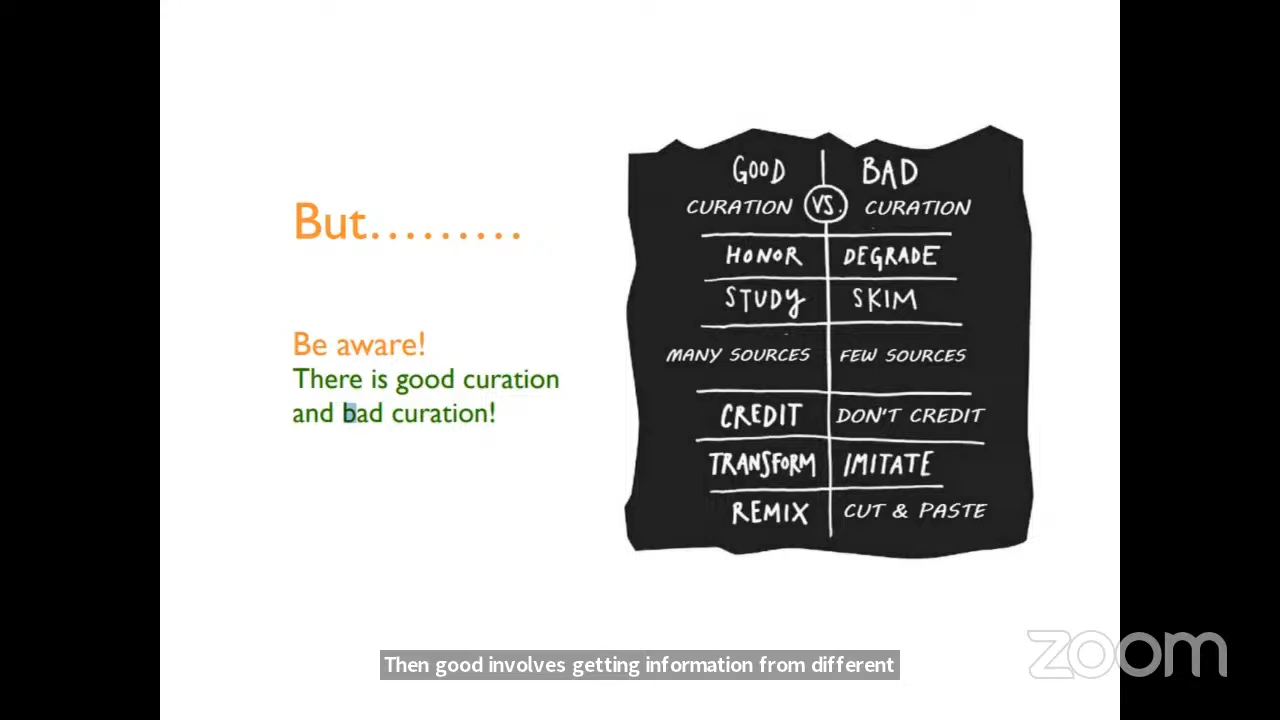 But………
Be aware!
There is good curation
and bad curation!
GOOD VS. BAD
CURATION CURATION
HONOR DEGRADE
STUDY SKIM
MANY SOURCES FEW SOURCES
CREDIT DON'T CREDIT
TRANSFORM IMITATE
REMIX CUT & PASTE
Then good involves getting information from different
zoom